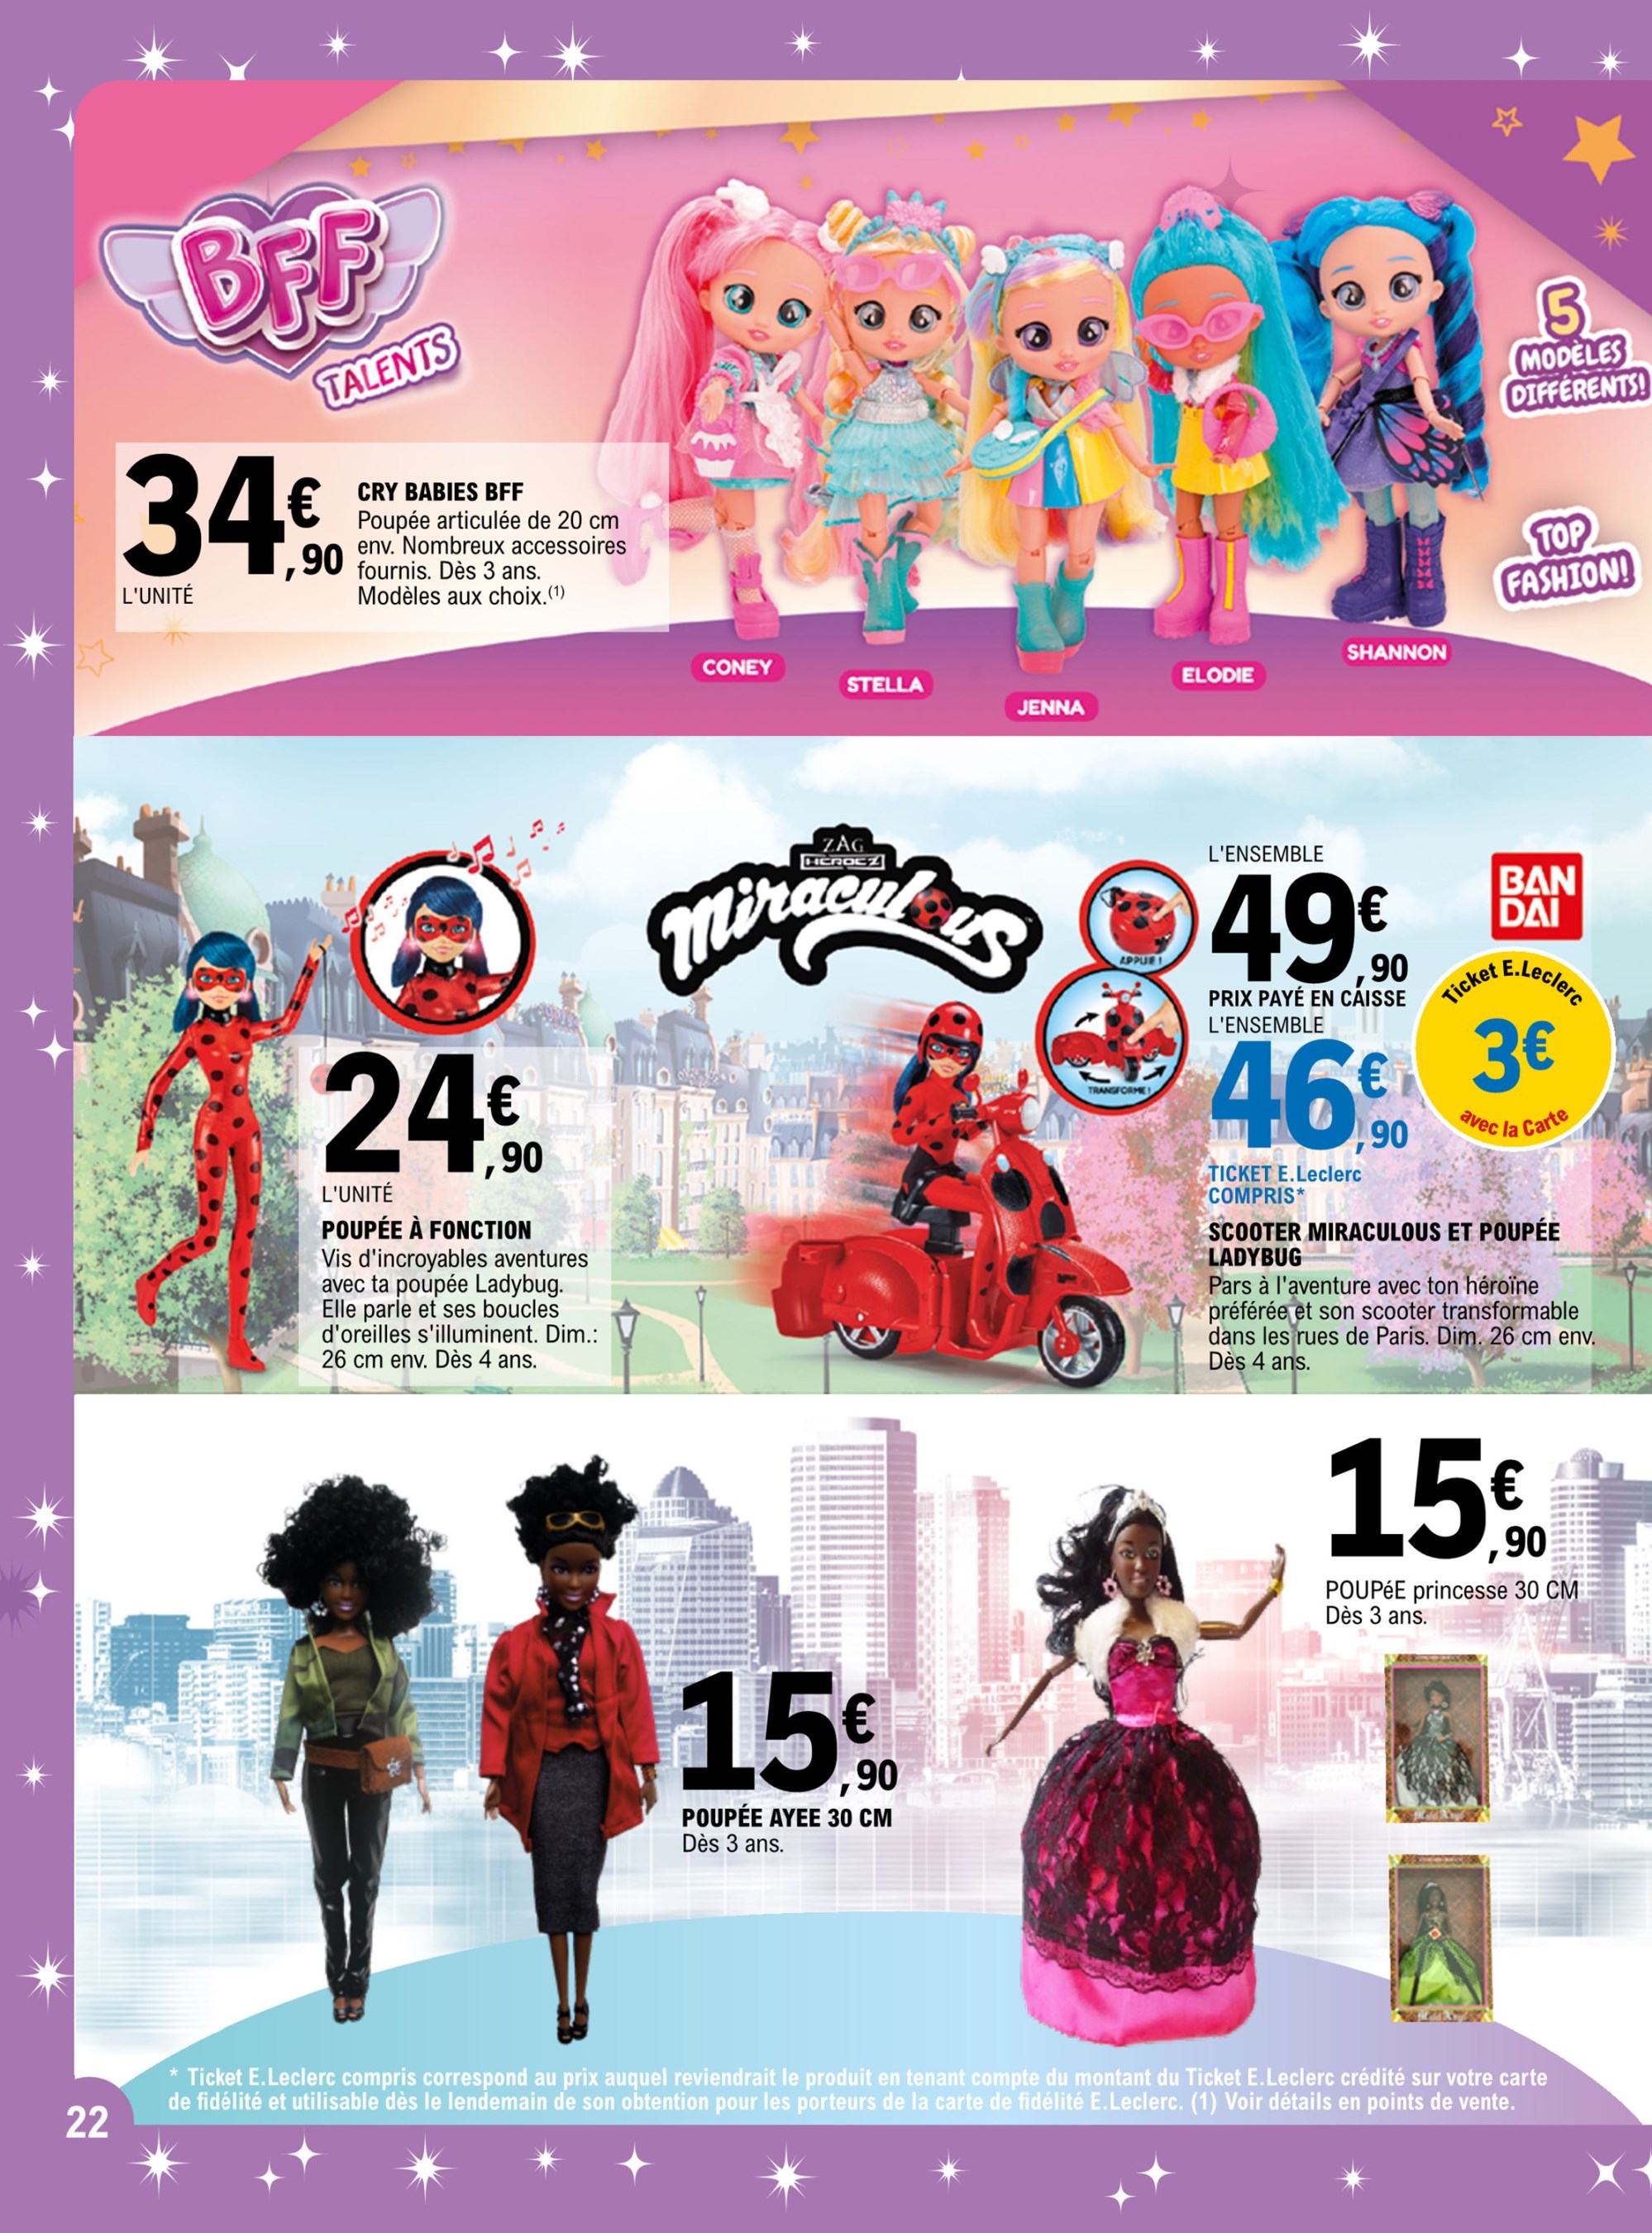 BFF
TALENTS
5
MODÈLES
DIFFÉRENTS!
34€,90
L'UNITÉ
CRY BABIES BFF
Poupée articulée de 20 cm
env. Nombreux accessoires
fournis. Dès 3 ans.
Modèles aux choix.(1)
TOP
FASHION!
CONEY
STELLA
JENNA
ELODIE
SHANNON
ZAG
HEROEZ
Miraculous
24€,90
L'UNITÉ
POUPÉE À FONCTION
Vis d'incroyables aventures
avec ta poupée Ladybug.
Elle parle et ses boucles
d'oreilles s'illuminent. Dim.:
26 cm env. Dès 4 ans.
APPUIE !
TRANSFORME !
L'ENSEMBLE
49€,90
PRIX PAYÉ EN CAISSE
L'ENSEMBLE
46€,90
TICKET E.Leclerc
COMPRIS*
BAN
DAI
Ticket E.Leclerc
3€
avec la Carte
SCOOTER MIRACULOUS ET POUPÉE
LADYBUG
Pars à l'aventure avec ton héroïne
préférée et son scooter transformable
dans les rues de Paris. Dim. 26 cm env.
Dès 4 ans.
15€,90
POUPÉE AYEE 30 CM
Dès 3 ans.
15€,90
POUPéE princesse 30 CM
Dès 3 ans.
* Ticket E.Leclerc compris correspond au prix auquel reviendrait le produit en tenant compte du montant du Ticket E.Leclerc crédité sur votre carte
de fidélité et utilisable dès le lendemain de son obtention pour les porteurs de la carte de fidélité E.Leclerc. (1) Voir détails en points de vente.
22